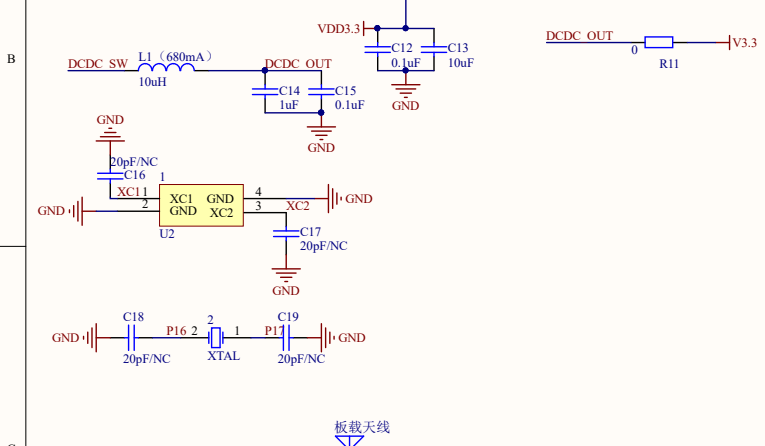 VDD3.3
C12
0.1uF
C13
10uF
GND
DCDC_OUT
0
R11
V3.3
B
DCDC_SW
L1（680mA）
10uH
DCDC_OUT
C14
1uF
C15
0.1uF
GND
GND
20pF/NC
C16
1
XC1 1
2
GND
XC1
GND
GND
XC2
4
3
XC2
GND
U2
C17
20pF/NC
GND
C18
20pF/NC
GND
P16 2
2
XTAL
1
P17
C19
20pF/NC
GND
板载天线